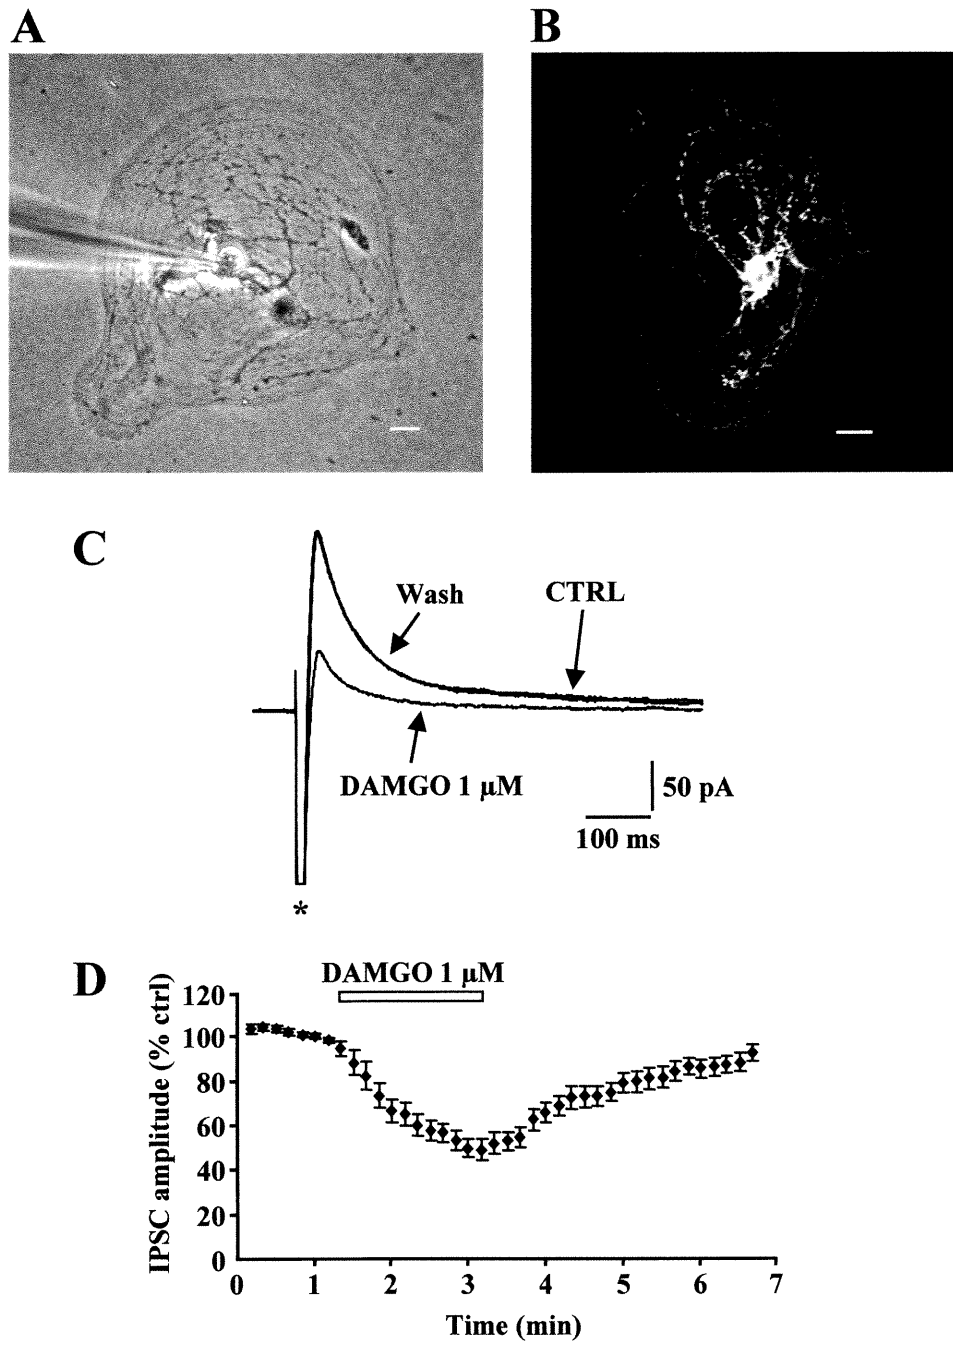 A
B
C
Wash
CTRL
DAMGO 1 μM
50 pA
100 ms
*
D
DAMGO 1 μM
IPSC amplitude (% ctrl)
120
100
80
60
40
20
0
0 1 2 3 4 5 6 7
Time (min)